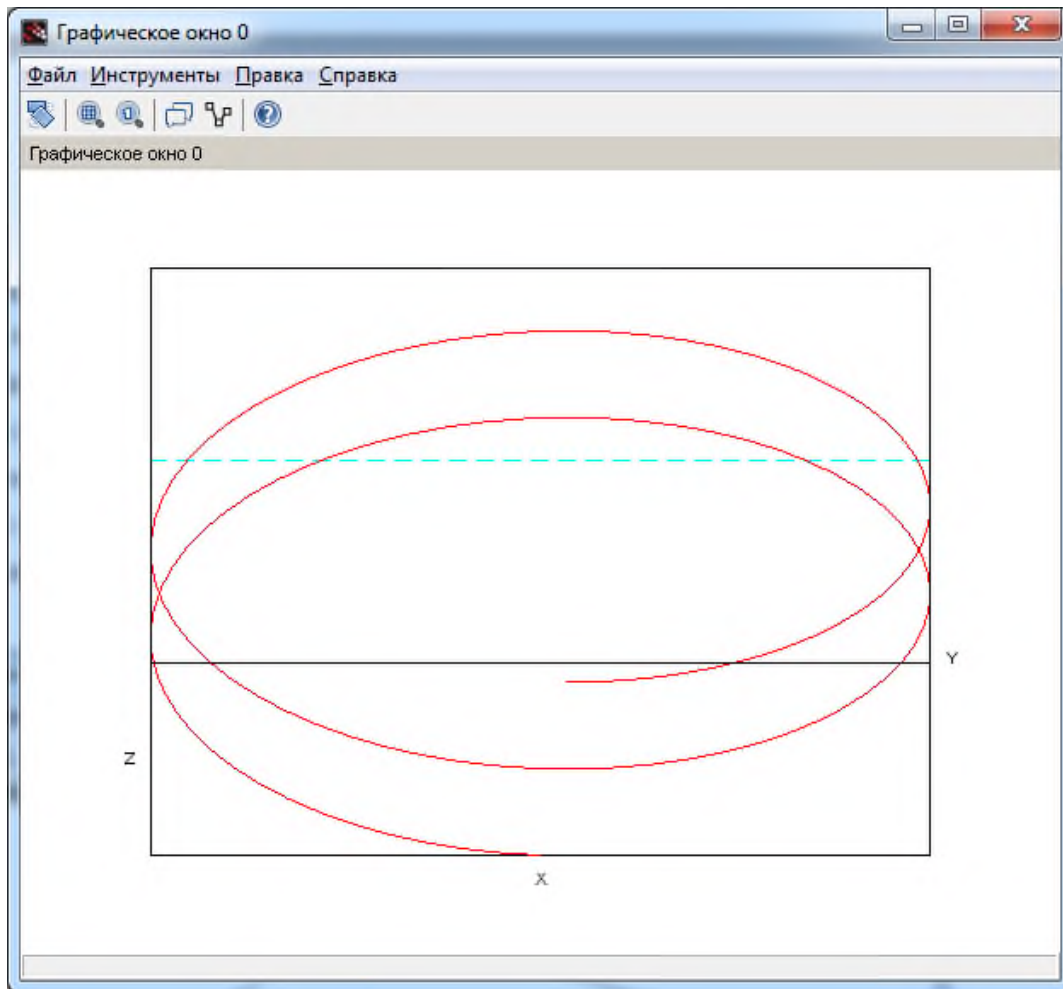 Графическое окно 0
Файл Инструменты Правка Справка
Графическое окно 0
Y
Z
X